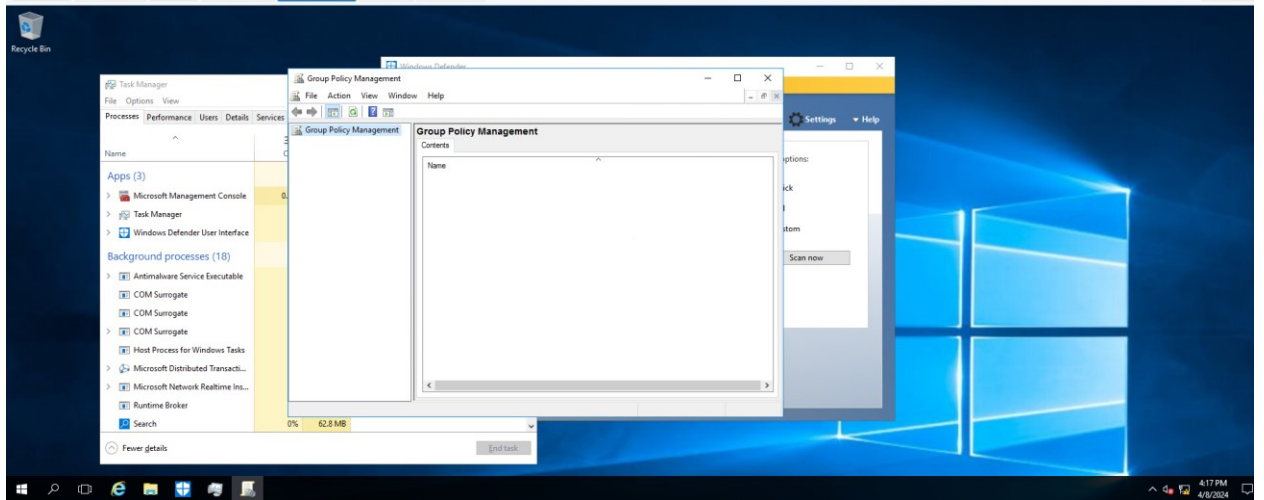 Recycle Bin
Windows Defender
Settings
Help
ptions:
ick
l
stom
Scan now
Task Manager
File Options View
Processes Performance Users Details Services
Name
Apps (3)
Microsoft Management Console
0.
Task Manager
Windows Defender User Interface
Background processes (18)
Antimalware Service Executable
COM Surrogate
COM Surrogate
COM Surrogate
Host Process for Windows Tasks
Microsoft Distributed Transacti...
Microsoft Network Realtime Ins...
Runtime Broker
Search 0% 62.8 MB
Fewer details
End task
Group Policy Management
File Action View Window Help
Group Policy Management
Group Policy Management
Contents
Name
4:17 PM
4/8/2024